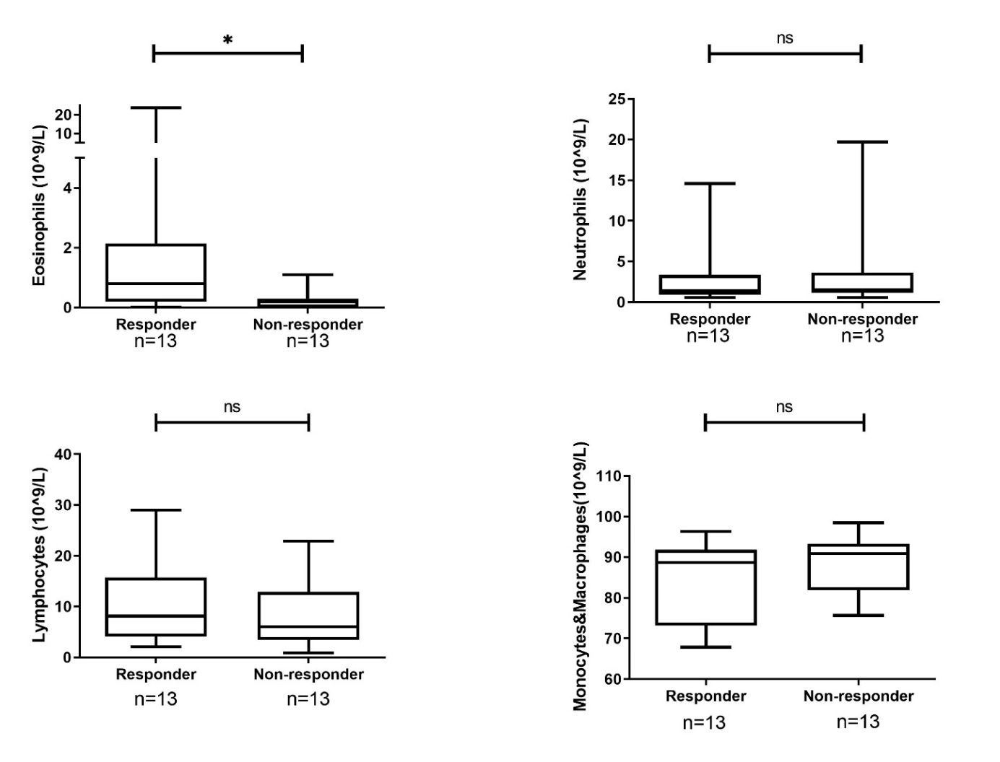 *
Eosinophils (10^9/L)
20
10
4
2
0
Responder
Non-responder
n=13
n=13
ns
Neutrophils (10^9/L)
25
20
15
10
5
0
Responder
Non-responder
n=13
n=13
ns
Lymphocytes (10^9/L)
40
30
20
10
0
Responder
Non-responder
n=13
n=13
ns
Monocytes&Macrophages(10^9/L)
110
100
90
80
70
60
Responder
Non-responder
n=13
n=13